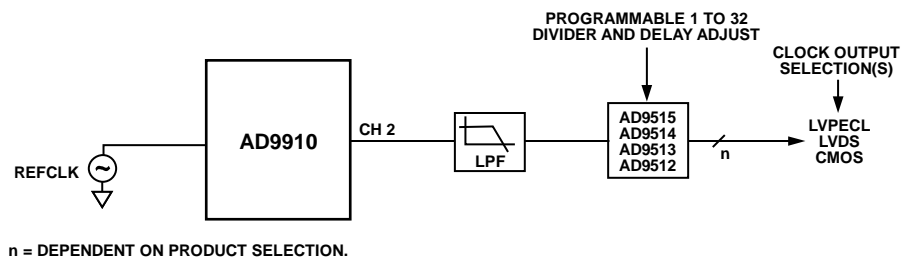 PROGRAMMABLE 1 TO 32
DIVIDER AND DELAY ADJUST
CLOCK OUTPUT
SELECTION(S)
AD9910
CH 2
REFCLK
LPF
AD9515
AD9514
AD9513
AD9512
n
LVPECL
LVDS
CMOS
n = DEPENDENT ON PRODUCT SELECTION.